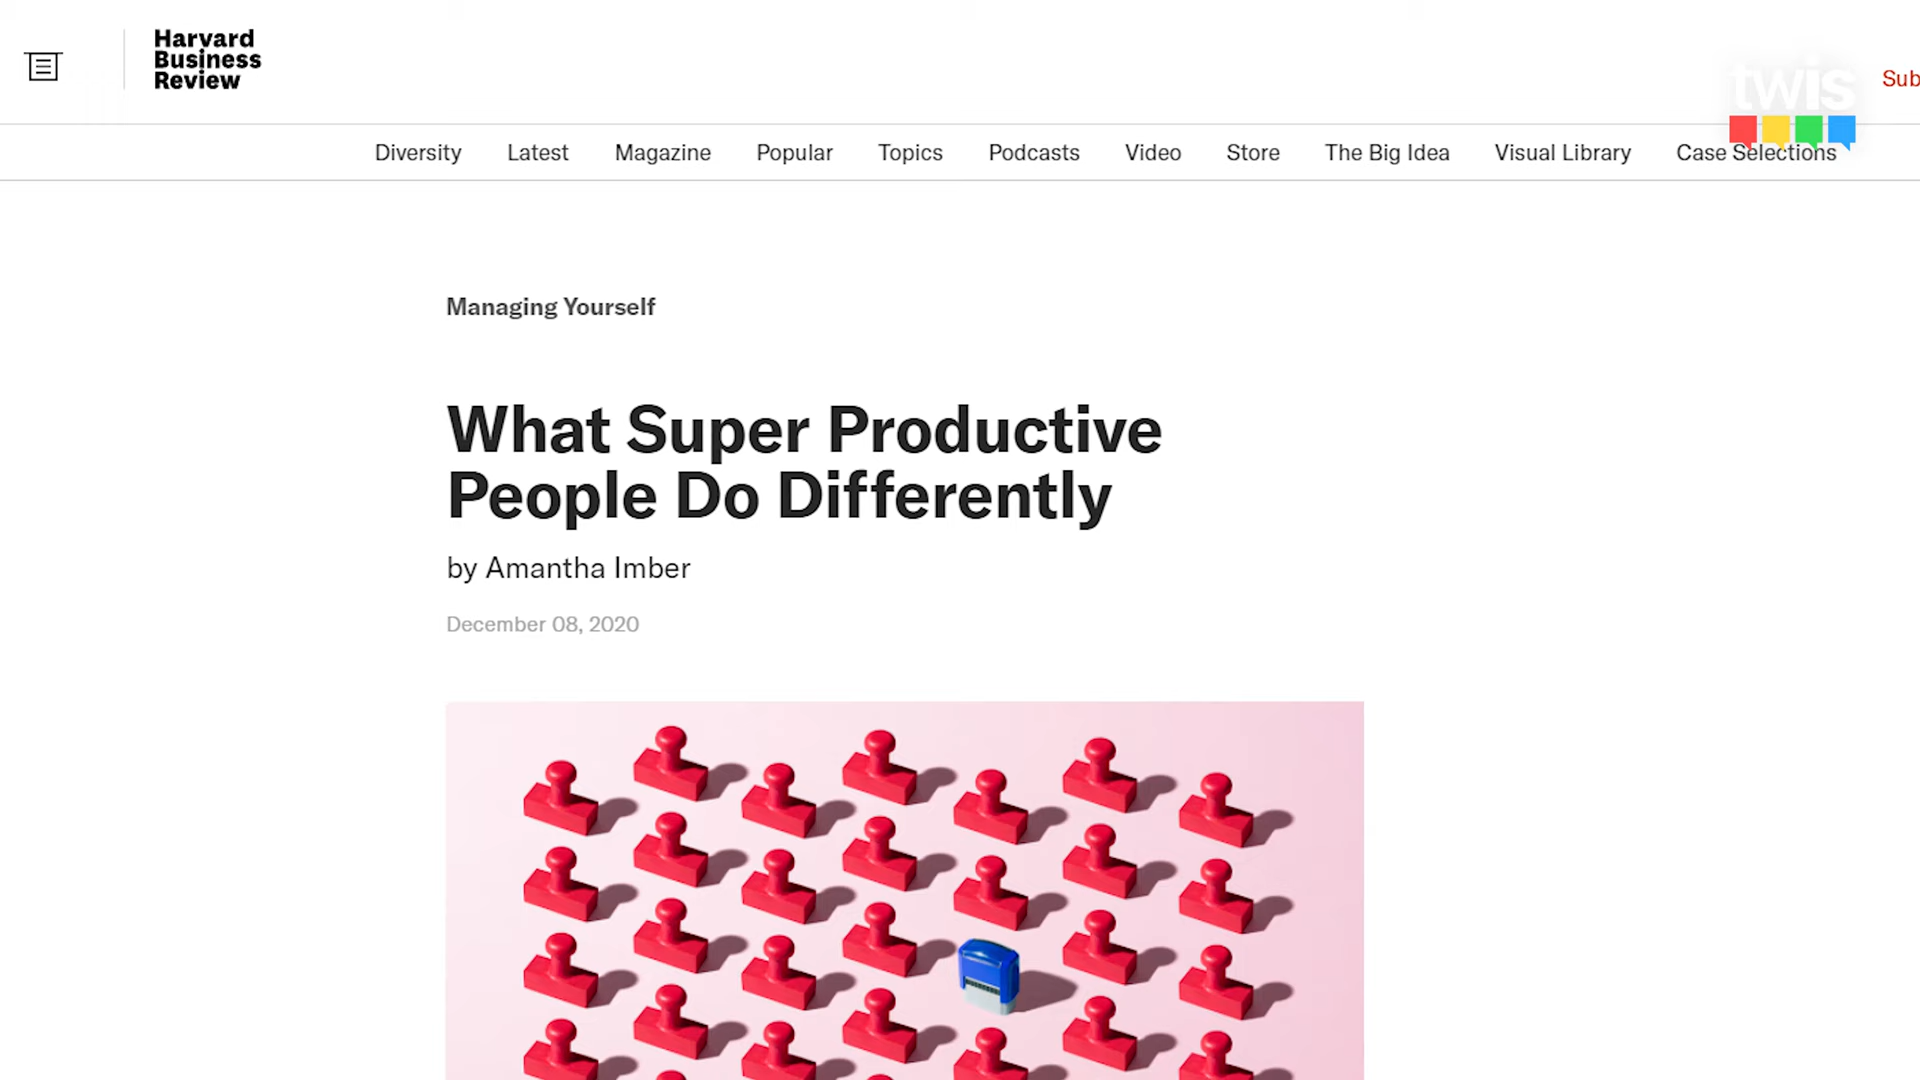 Harvard
Business
Review
twis
Sub
Diversity Latest Magazine Popular Topics Podcasts Video Store The Big Idea Visual Library Case Selections
Managing Yourself
What Super Productive
People Do Differently
by Amantha Imber
December 08, 2020